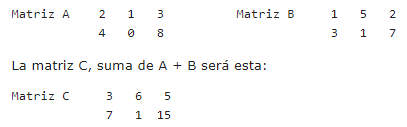 Matriz A 2 1 3 Matriz B 1 5 2
4 0 8 3 1 7
La matriz C, suma de A + B será esta:
Matriz C 3 6 5
7 1 15